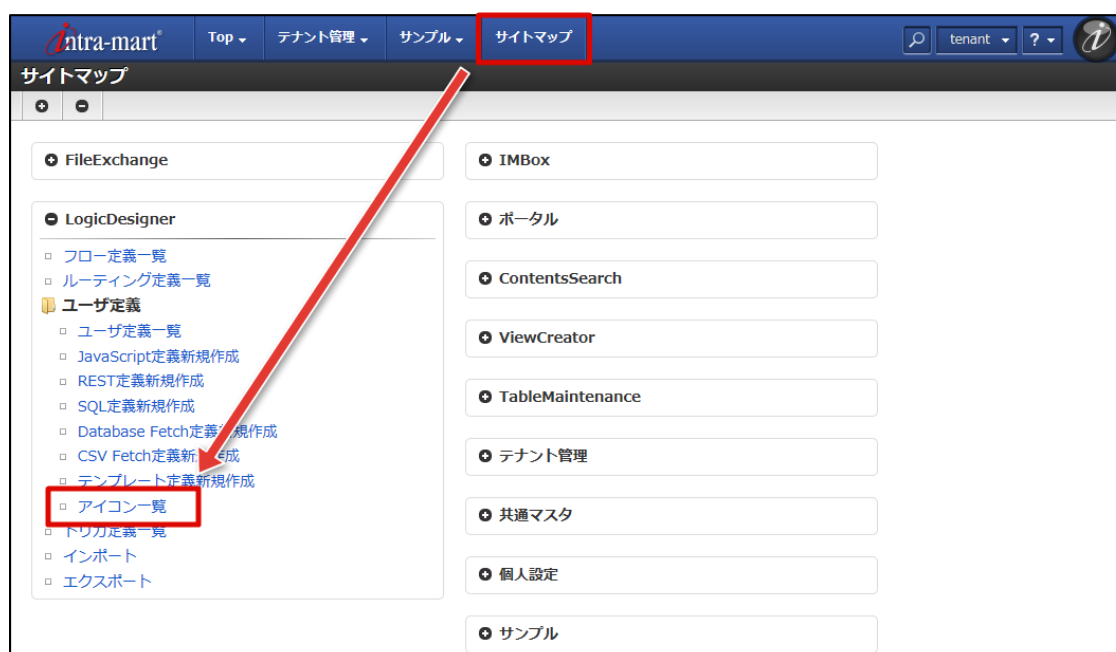 intra-mart® Top テナント管理 サンプル サイトマップ tenant ?
サイトマップ
FileExchange
LogicDesigner
フロー定義一覧
ルーティング定義一覧
ユーザ定義
ユーザ定義一覧
JavaScript定義新規作成
REST定義新規作成
SQL定義新規作成
Database Fetch定義新規作成
CSV Fetch定義新規作成
テンプレート定義新規作成
アイコン一覧
トリガ定義一覧
インポート
エクスポート
IMBox
ポータル
ContentsSearch
ViewCreator
TableMaintenance
テナント管理
共通マスタ
個人設定
サンプル